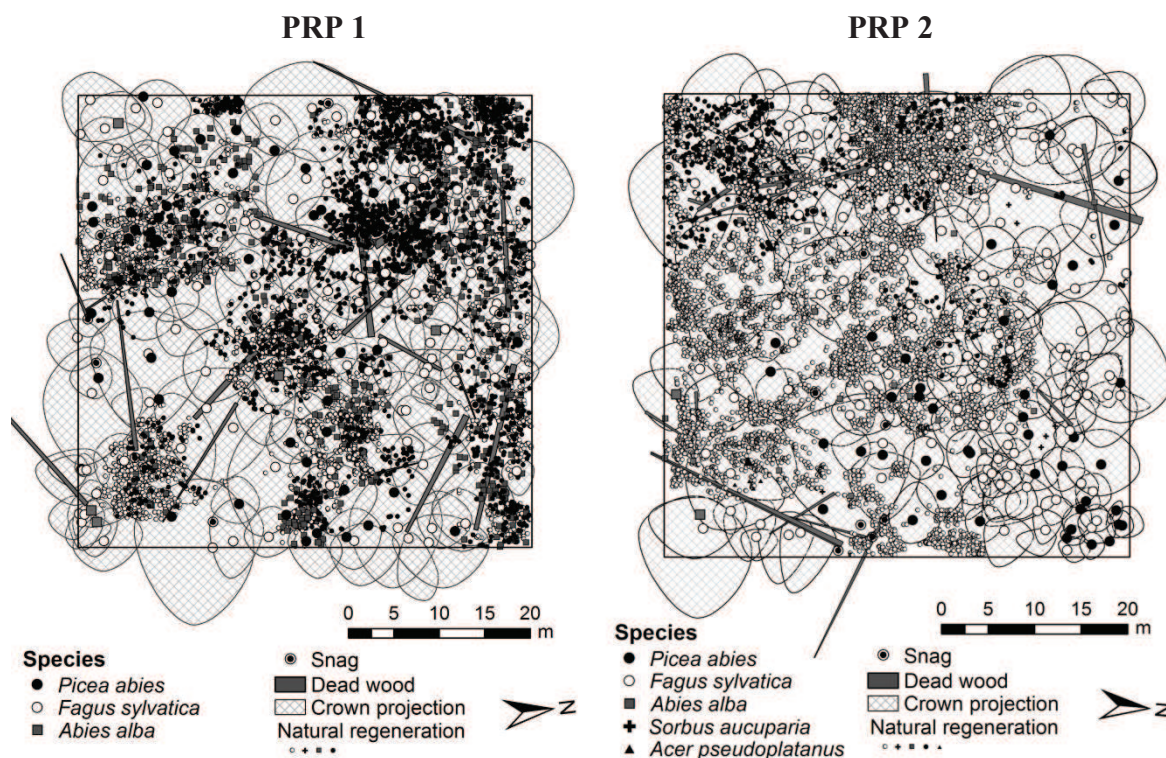 PRP 1
PRP 2
0 5 10 15 20
m
Species
Picea abies
Fagus sylvatica
Abies alba
Snag
Dead wood
Crown projection
Natural regeneration
N
0 5 10 15 20
m
Species
Picea abies
Fagus sylvatica
Abies alba
Sorbus aucuparia
Acer pseudoplatanus
Snag
Dead wood
Crown projection
Natural regeneration
N